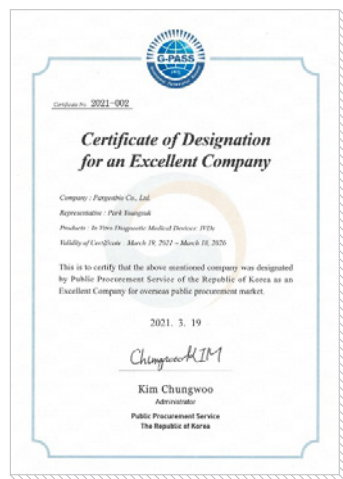 G-PASS
Certificate No. 2021-002
Certificate of Designation
for an Excellent Company
Company : Pangostbio Co., Ltd.
Representative : Park Youngsuk
Products : In Vitro Diagnostic Medical Devices: IVDs
Validity of Certificate : March 19, 2021 ~ March 18, 2026
This is to certify that the above mentioned company was designated
by Public Procurement Service of the Republic of Korea as an
Excellent Company for overseas public procurement market.
2021. 3. 19
Chungwoo KIM
Kim Chungwoo
Administrator
Public Procurement Service
The Republic of Korea